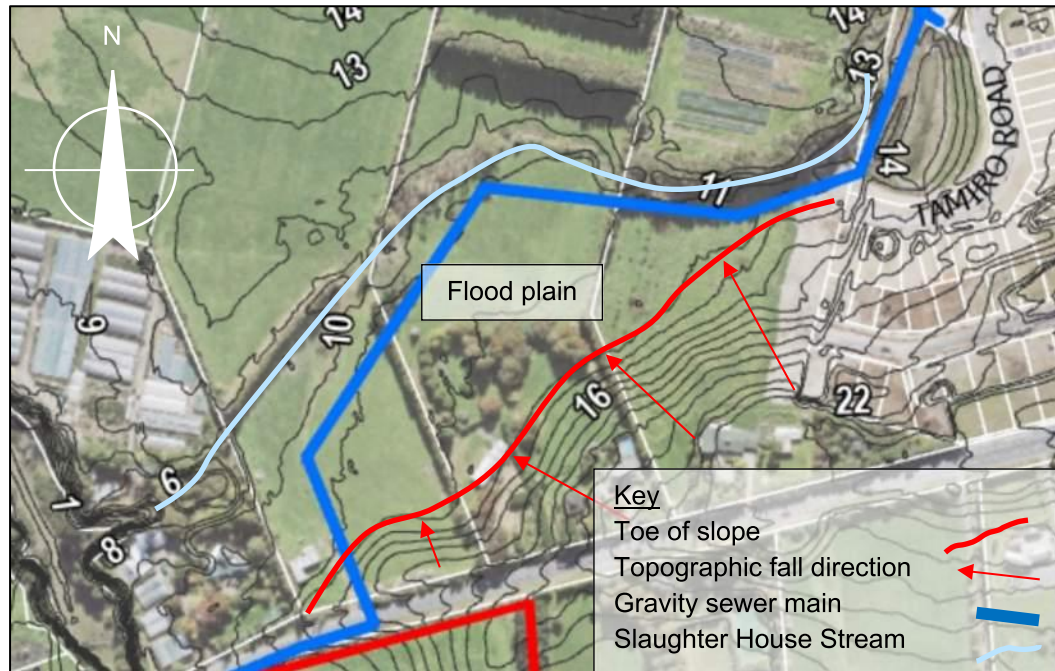 14
14
13
N
13
14
TAMIRO ROAD
11
Flood plain
10
9
16
22
6
1
8
Key
Toe of slope
Topographic fall direction
Gravity sewer main
Slaughter House Stream